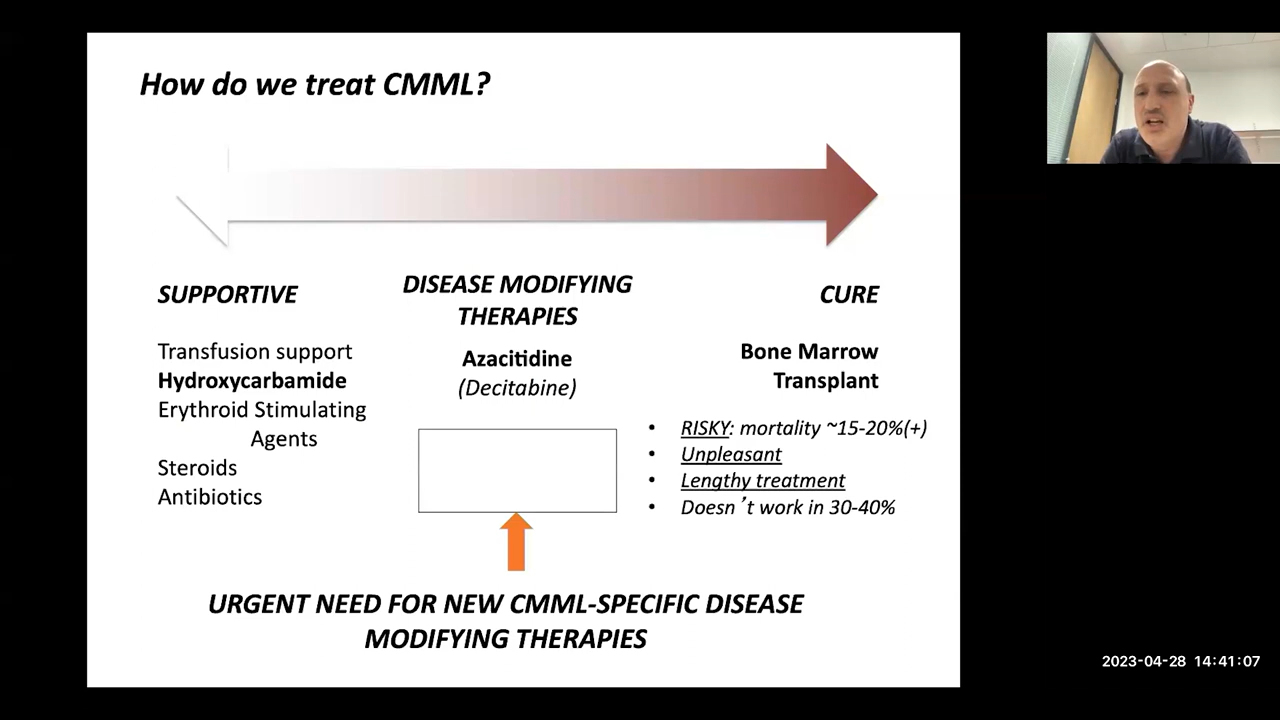 How do we treat CMML?
SUPPORTIVE
Transfusion support
Hydroxycarbamide
Erythroid Stimulating
Agents
Steroids
Antibiotics
DISEASE MODIFYING
THERAPIES
Azacitidine
(Decitabine)
CURE
Bone Marrow
Transplant
• RISKY: mortality ~15-20%(+)
• Unpleasant
• Lengthy treatment
• Doesn’t work in 30-40%
URGENT NEED FOR NEW CMML-SPECIFIC DISEASE
MODIFYING THERAPIES
2023-04-28 14:41:07